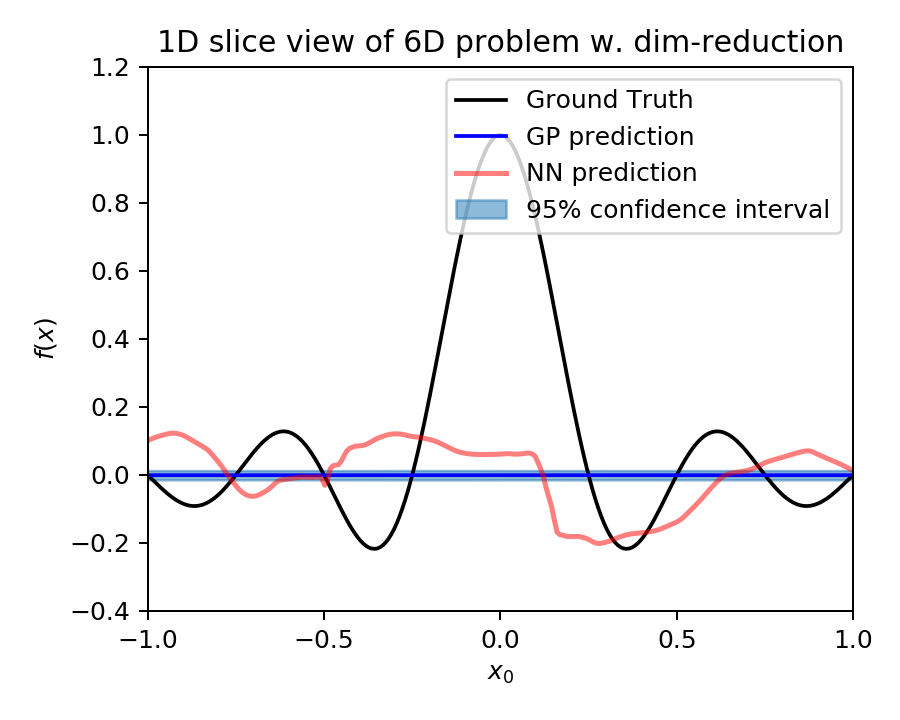 1D slice view of 6D problem w. dim-reduction
1.2
1.0
0.8
0.6
0.4
0.2
0.0
−0.2
−0.4
f(x)
Ground Truth
GP prediction
NN prediction
95% confidence interval
−1.0 −0.5 0.0 0.5 1.0
x₀